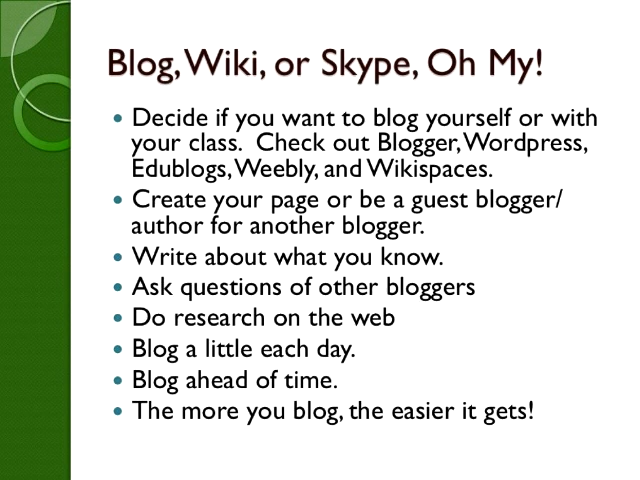 Blog, Wiki, or Skype, Oh My!
• Decide if you want to blog yourself or with
your class. Check out Blogger, Wordpress,
Edublogs, Weebly, and Wikispaces.
• Create your page or be a guest blogger/
author for another blogger.
• Write about what you know.
• Ask questions of other bloggers
• Do research on the web
• Blog a little each day.
• Blog ahead of time.
• The more you blog, the easier it gets!